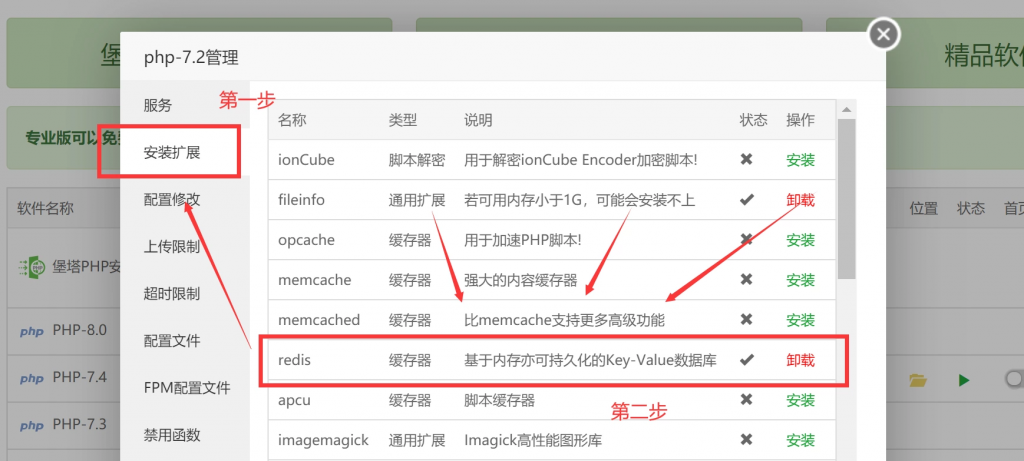 堡
精品软件
php-7.2管理
服务
第一步
名称 类型 说明 状态 操作
专业版可以免费
安装扩展
ionCube 脚本解密 用于解密ionCube Encoder加密脚本! 安装
配置修改
fileinfo 通用扩展 若可用内存小于1G，可能会安装不上 卸载
软件名称
位置 状态 首页
上传限制
opcache 缓存器 用于加速PHP脚本! 安装
堡塔PHP安
memcache 缓存器 强大的内容缓存器 安装
超时限制
memcached 缓存器 比memcache支持更多高级功能 安装
php PHP-8.0
配置文件
redis 缓存器 基于内存亦可持久化的Key-Value数据库 卸载
php PHP-7.4
FPM配置文件
apcu 缓存器 脚本缓存器 安装
第二步
php PHP-7.3
禁用函数
imagemagick 通用扩展 Imagick高性能图形库 安装